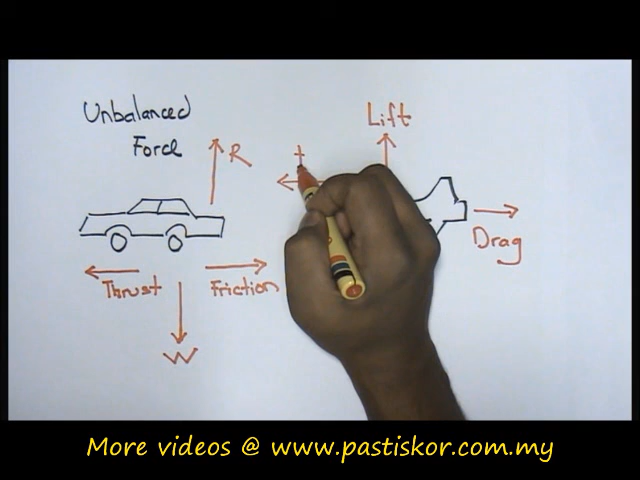 Unbalanced
Force
R
Thrust
Friction
W
Lift
t
Drag
More videos @ www.pastiskor.com.my